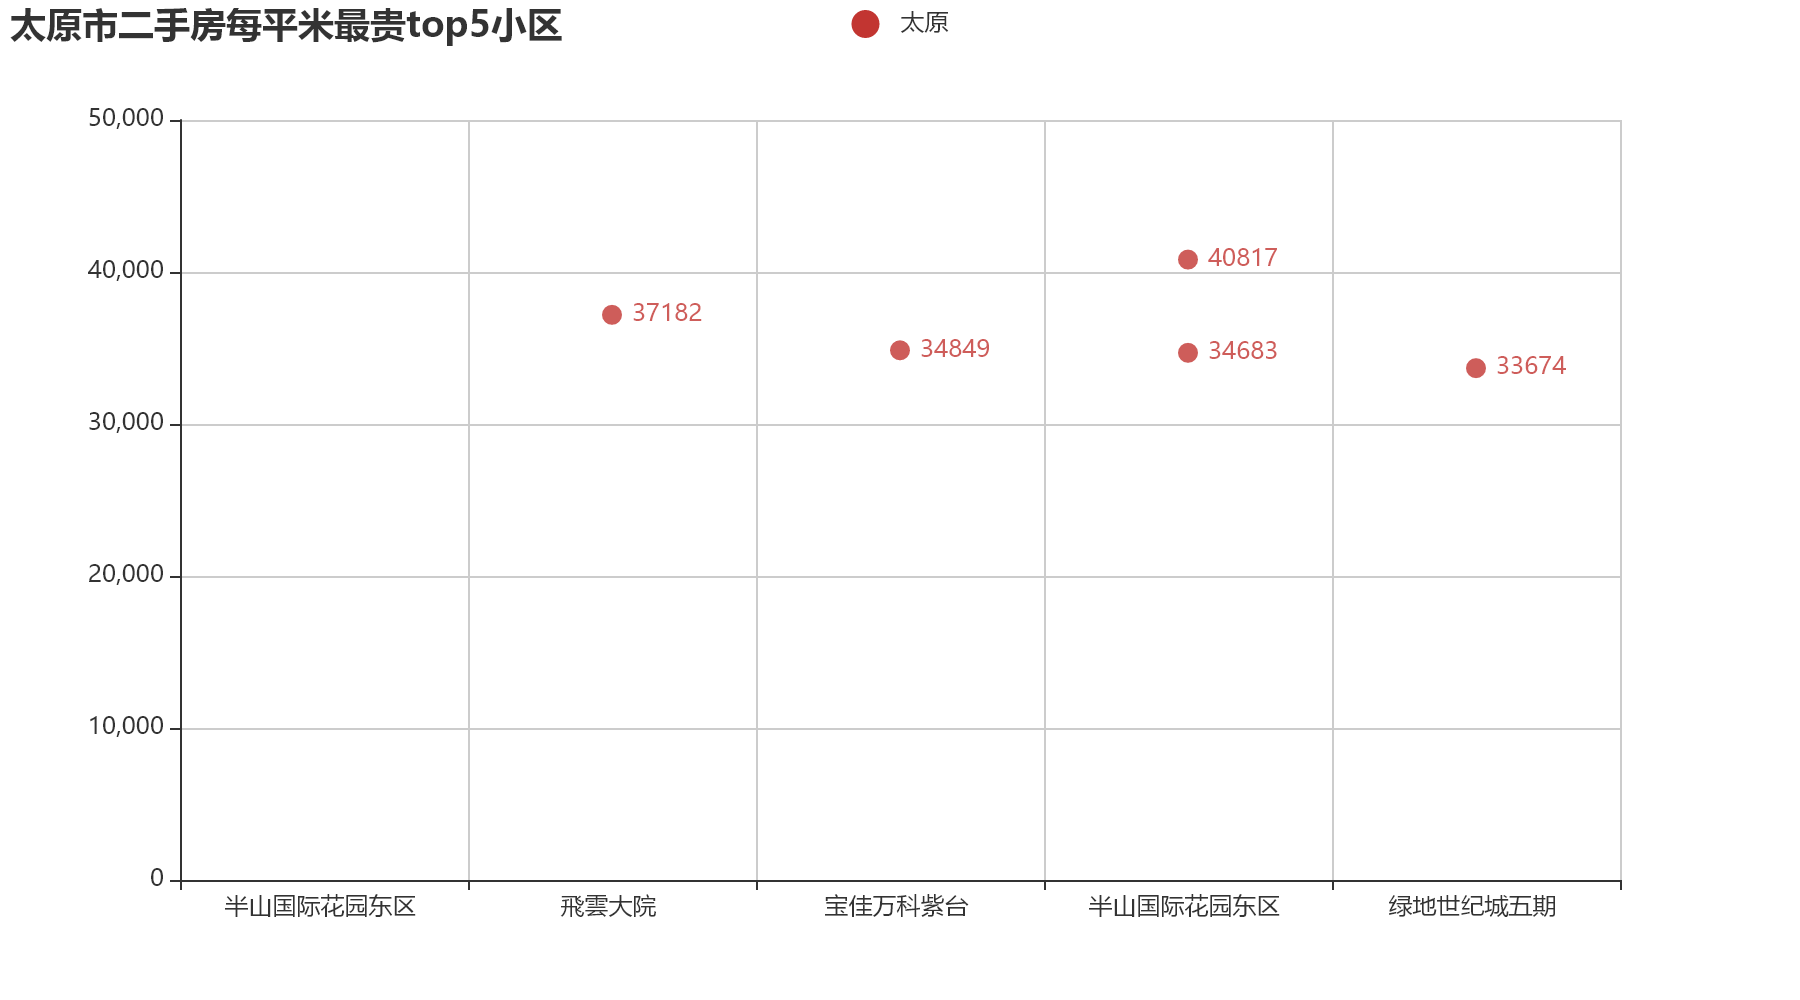 太原市二手房每平米最贵top5小区
太原
50,000
40,000
30,000
20,000
10,000
0
40817
37182
34849
34683
33674
半山国际花园东区
飛雲大院
宝佳万科紫台
半山国际花园东区
绿地世纪城五期